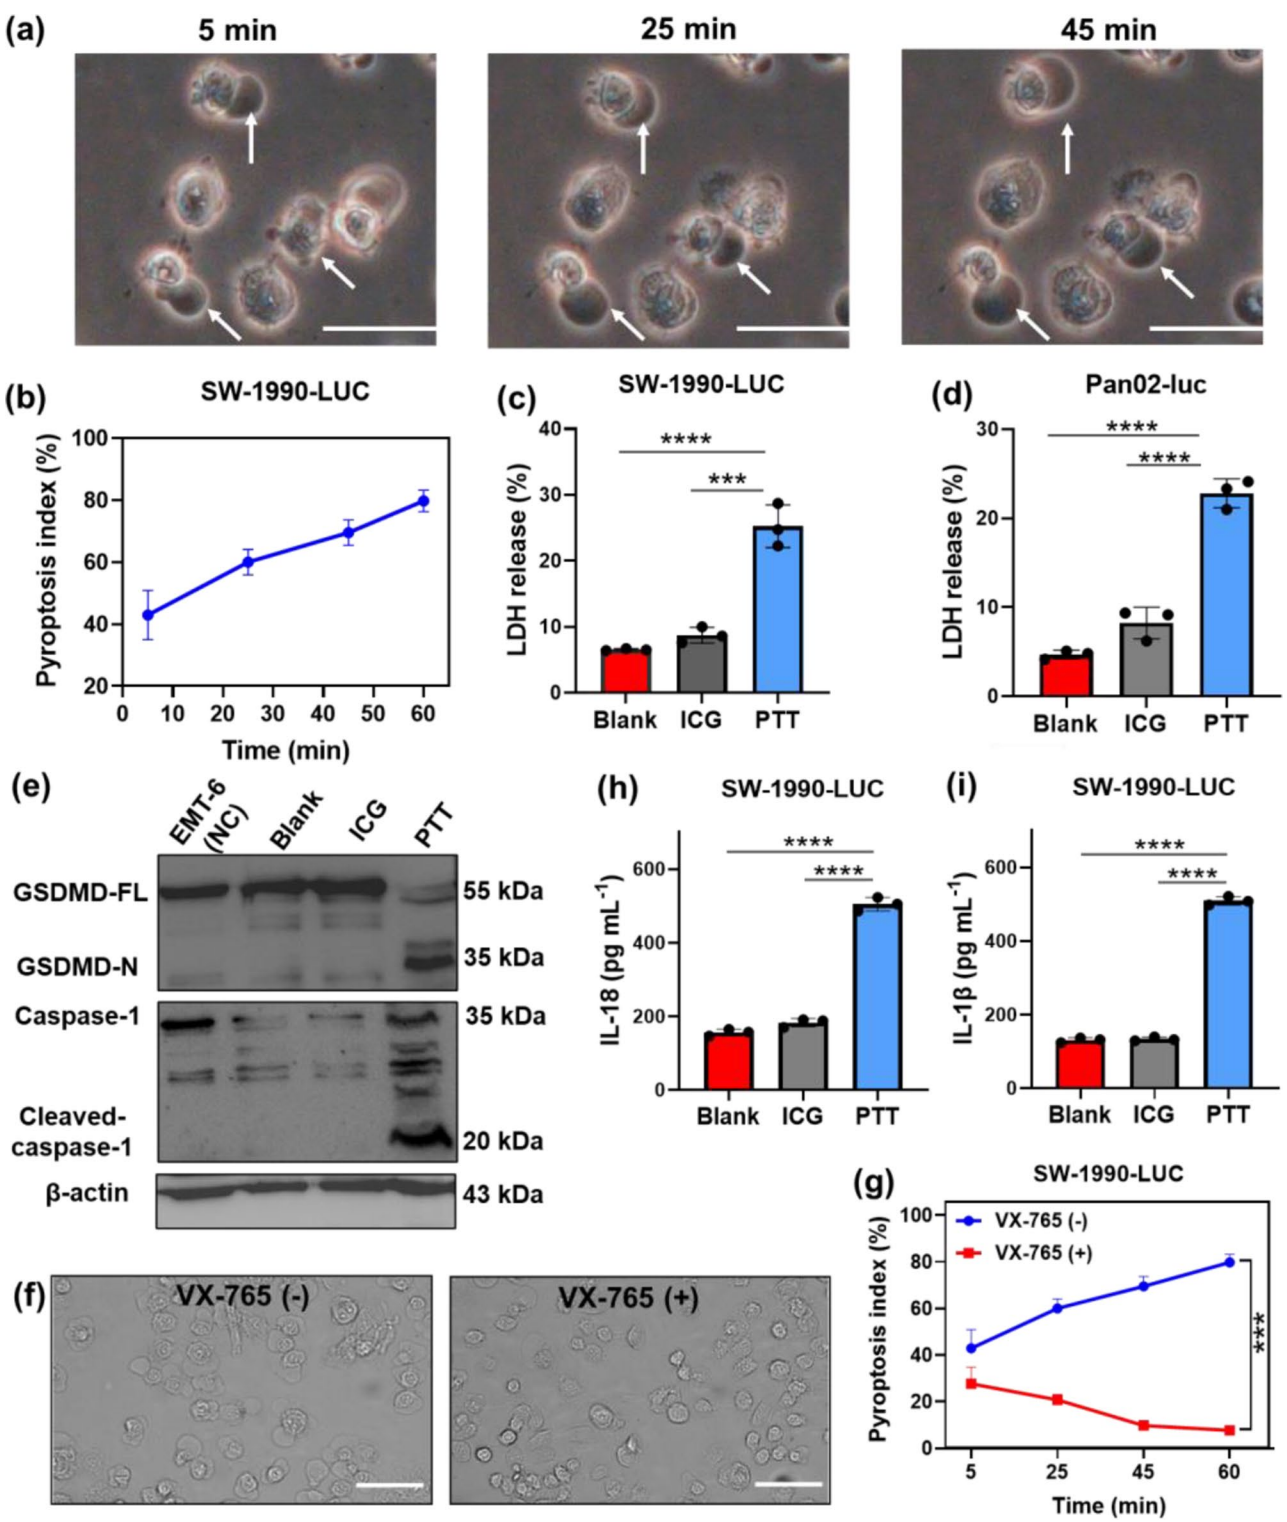 (a)
5 min
25 min
45 min
(b)
SW-1990-LUC
Pyroptosis index (%)
100
80
60
40
20
0 10 20 30 40 50 60
Time (min)
(c)
SW-1990-LUC
LDH release (%)
40
30
20
10
0
****
***
Blank ICG PTT
(d)
Pan02-luc
LDH release (%)
30
20
10
0
****
****
Blank ICG PTT
(e)
EMT-6
(NC)
Blank
ICG
PTT
GSDMD-FL
55 kDa
GSDMD-N
35 kDa
Caspase-1
35 kDa
Cleaved-
caspase-1
20 kDa
β-actin
43 kDa
(h)
SW-1990-LUC
IL-18 (pg mL-1)
600
400
200
0
****
****
Blank ICG PTT
(i)
SW-1990-LUC
IL-1β (pg mL-1)
600
400
200
0
****
****
Blank ICG PTT
(f)
VX-765 (-)
VX-765 (+)
(g)
SW-1990-LUC
Pyroptosis index (%)
100
80
60
40
20
0
VX-765 (-)
VX-765 (+)
***
5 25 45 60
Time (min)